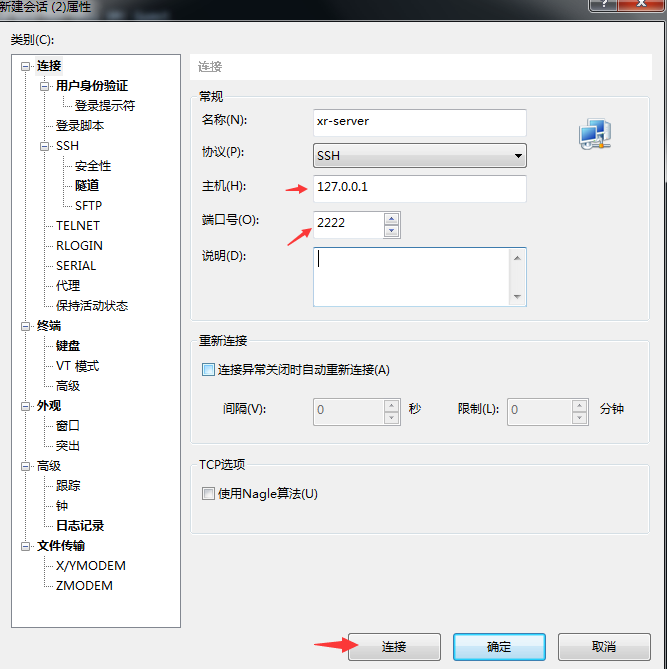 新建会话 (2)属性
类别(C):
连接
用户身份验证
登录提示符
登录脚本
SSH
安全性
隧道
SFTP
TELNET
RLOGIN
SERIAL
代理
保持活动状态
终端
键盘
VT 模式
高级
外观
窗口
突出
高级
跟踪
钟
日志记录
文件传输
X/YMODEM
ZMODEM
连接
常规
名称(N): xr-server
协议(P): SSH
主机(H): 127.0.0.1
端口号(O): 2222
说明(D):
重新连接
连接异常关闭时自动重新连接(A)
间隔(V): 0 秒 限制(L): 0 分钟
TCP选项
使用Nagle算法(U)
连接 确定 取消